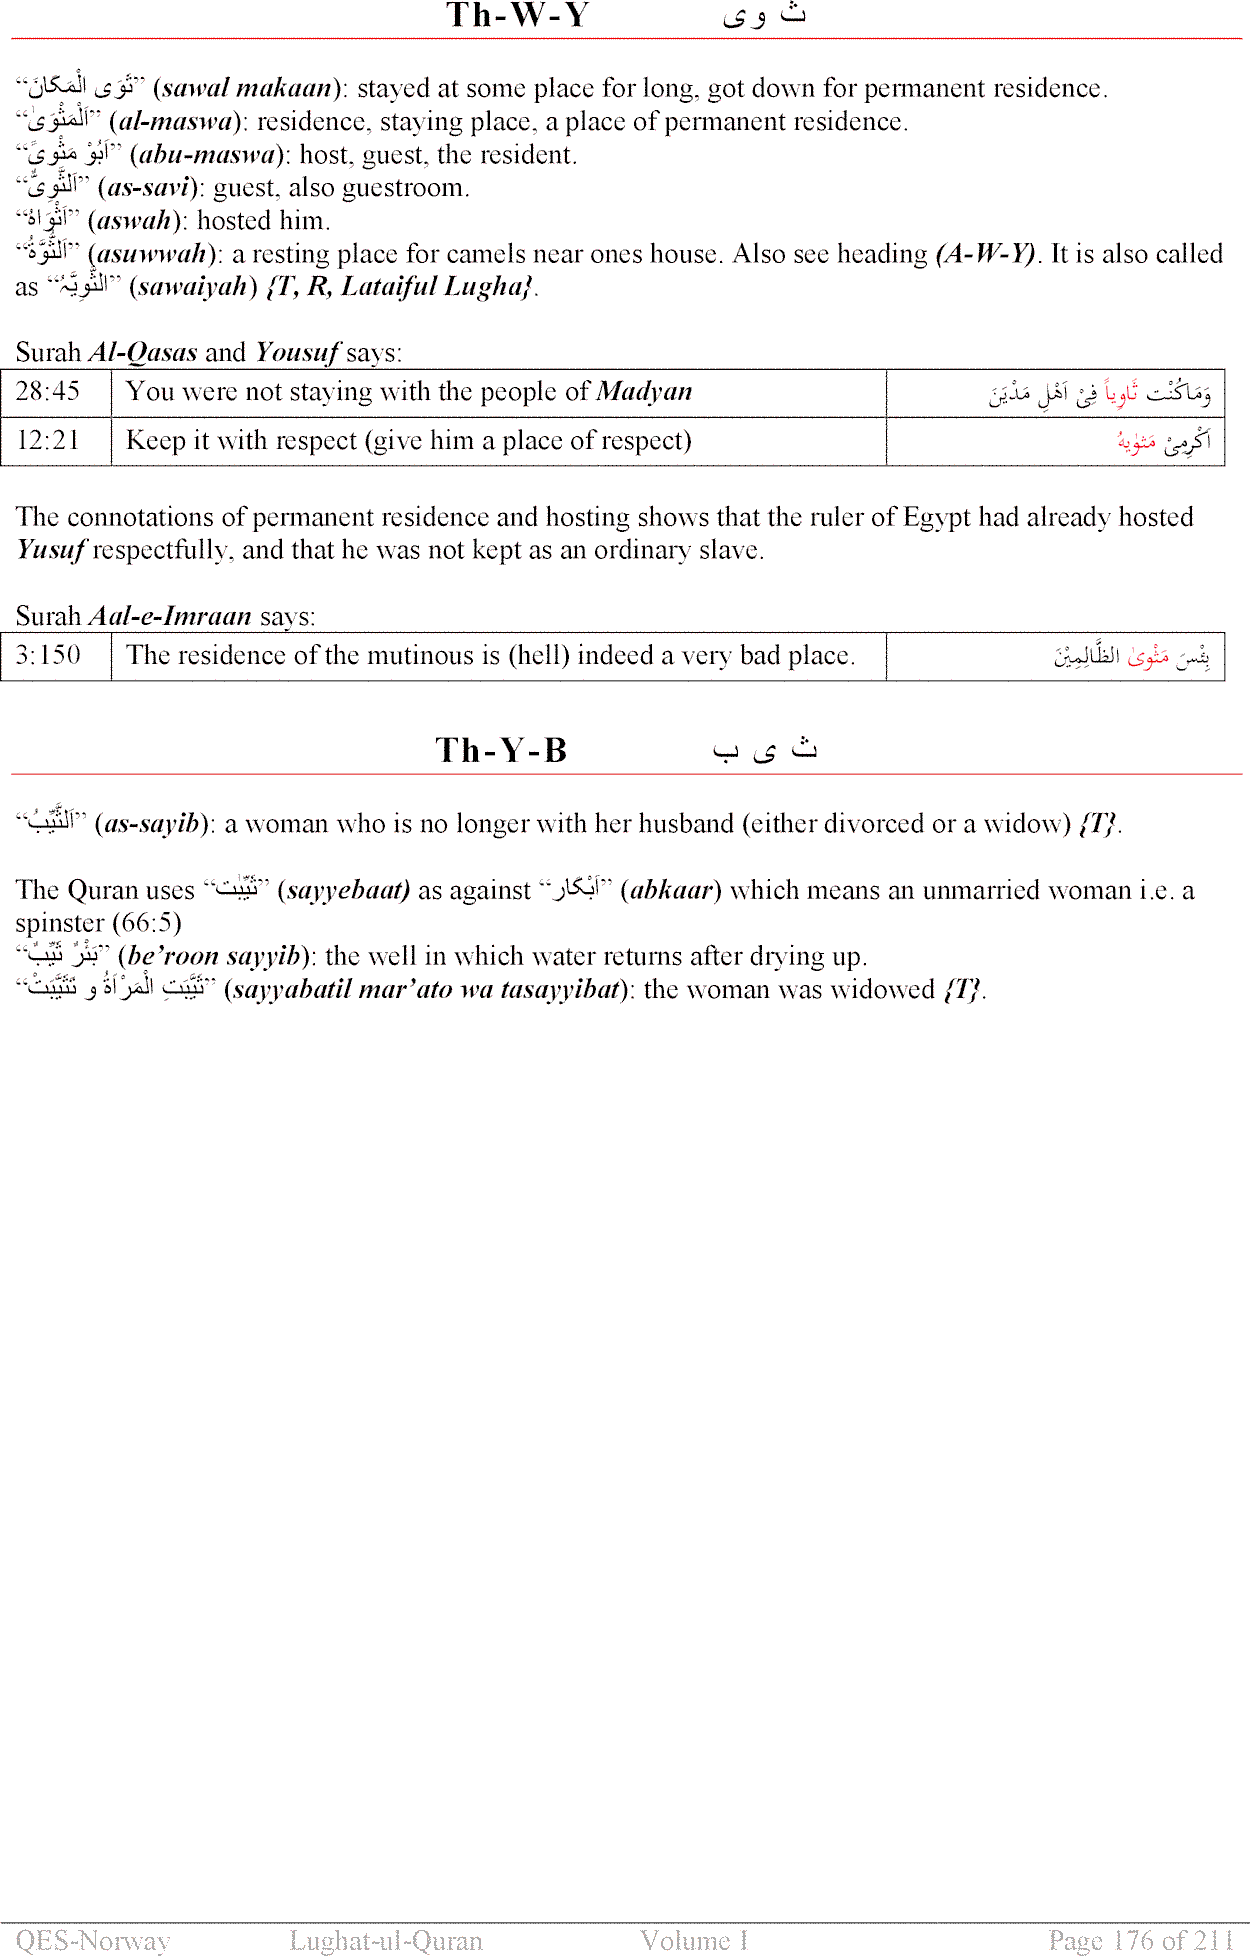 Th-W-Y ث و ی
“ثَوَی الْمَکَانَ” (sawal makaan): stayed at some place for long, got down for permanent residence.
“اَلْمَثْوَیٰ” (al-maswa): residence, staying place, a place of permanent residence.
“اَبُوْ مَثْویً” (abu-maswa): host, guest, the resident.
“اَلثَّوِیُّ” (as-savi): guest, also guestroom.
“اَثْوَاہُ” (aswah): hosted him.
“اَلثُّوَّۃُ” (asuwwah): a resting place for camels near ones house. Also see heading (A-W-Y). It is also called
as “الثَّوِیَّۃُ” (sawaiyah) {T, R, Lataiful Lugha}.
Surah Al-Qasas and Yousuf says:
28:45 You were not staying with the people of Madyan وَمَاکُنْت ثَاوِیاً فِیْ اَھْلِ مَدْیَنَ
12:21 Keep it with respect (give him a place of respect) اَکْرِمِیْ مَثوٰیہُ
The connotations of permanent residence and hosting shows that the ruler of Egypt had already hosted
Yusuf respectfully, and that he was not kept as an ordinary slave.
Surah Aal-e-Imraan says:
3:150 The residence of the mutinous is (hell) indeed a very bad place. بِئْسَ مَثْویٰ الظَّالِمِیْنَ
Th-Y-B ث ی ب
“اَلثَّیِّبُ” (as-sayib): a woman who is no longer with her husband (either divorced or a widow) {T}.
The Quran uses “ثَیِّبٰت” (sayyebaat) as against “اَبْکَار” (abkaar) which means an unmarried woman i.e. a
spinster (66:5)
“بَئْرٌ ثَیِّبٌ” (be’roon sayyib): the well in which water returns after drying up.
“ثَیَّبَتِ الْمَرْاَۃُ و تَثَیَّبَتْ” (sayyabatil mar’ato wa tasayyibat): the woman was widowed {T}.
QES-Norway Lughat-ul-Quran Volume I Page 176 of 211